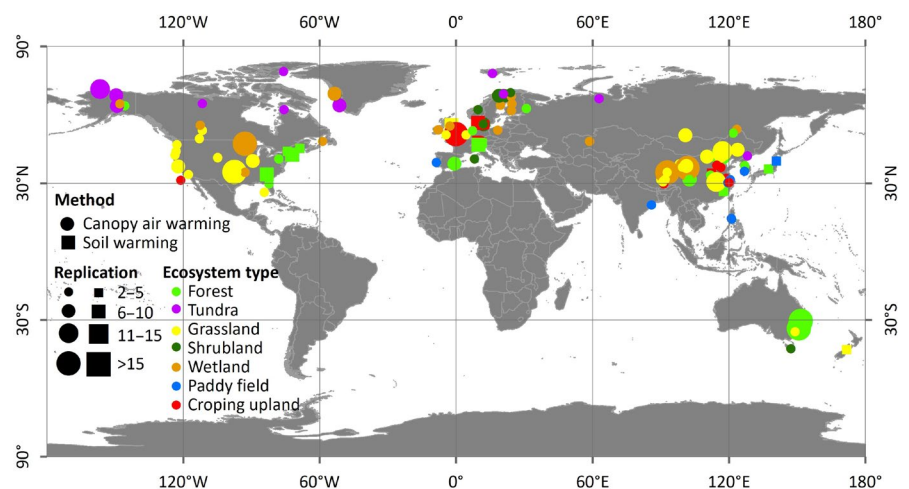 120°W 60°W 0° 60°E 120°E 180°
90° 90°
30°N 30°N
Method
Canopy air warming
Soil warming
Replication Ecosystem type
2–5 Forest
6–10 Tundra
11–15 Grassland
>15 Shrubland
Wetland
Paddy field
Croping upland
30°S 30°S
90° 90°
120°W 60°W 0° 60°E 120°E 180°